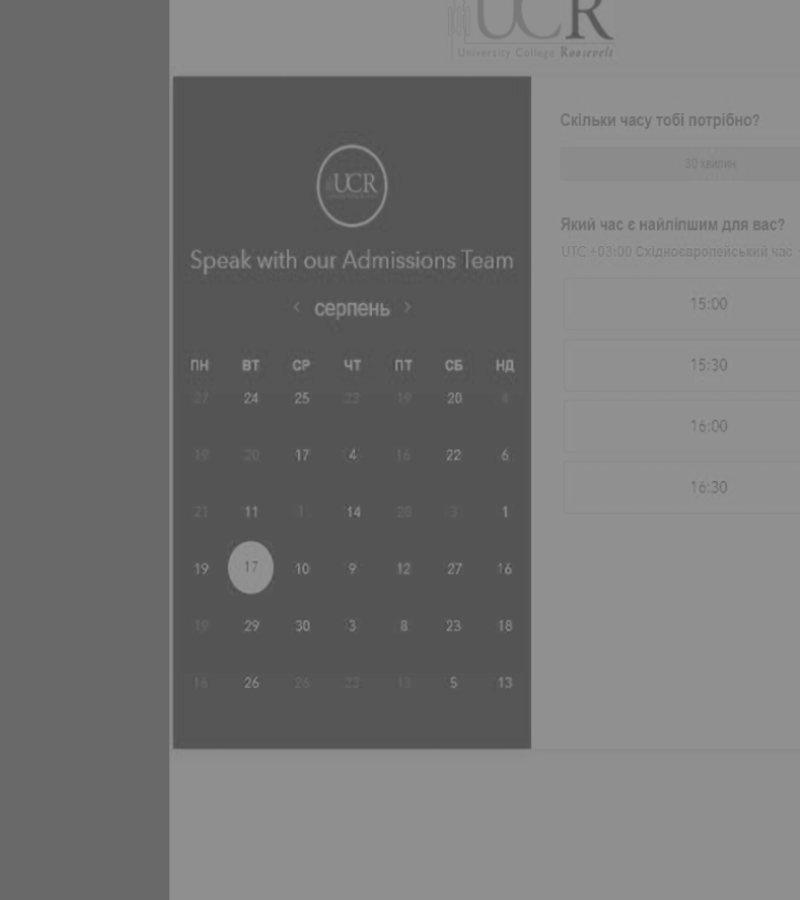 UCR
University College Roosevelt
UCR
Speak with our Admissions Team
‹ серпень ›
ПН ВТ СР ЧТ ПТ СБ НД
27 24 25 19 20
19 20 17 4 16 22 6
21 11 1 14 3 1
19 17 10 9 12 27 16
19 29 30 3 8 23 18
16 26 26 13 5 13
Скільки часу тобі потрібно?
30 хвилин
Який час є найліпшим для вас?
UTC +03:00 Східноєвропейський час
15:00
15:30
16:00
16:30